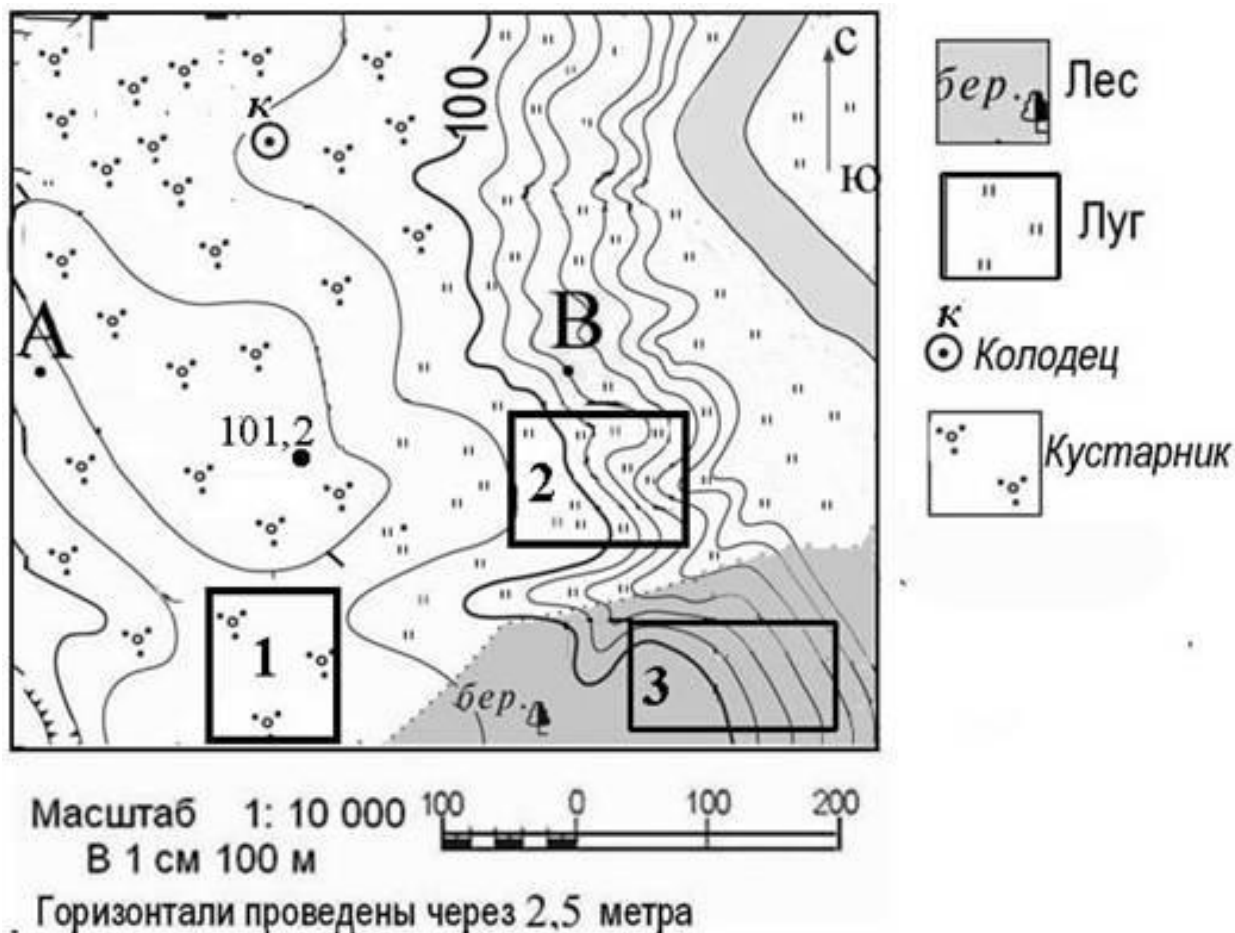 С
бер. Лес
к
100
Ю
Луг
А
В
к
Колодец
101,2
Кустарник
2
1
3
бер.
Масштаб 1: 10 000
100 0 100 200
В 1 см 100 м
Горизонтали проведены через 2,5 метра